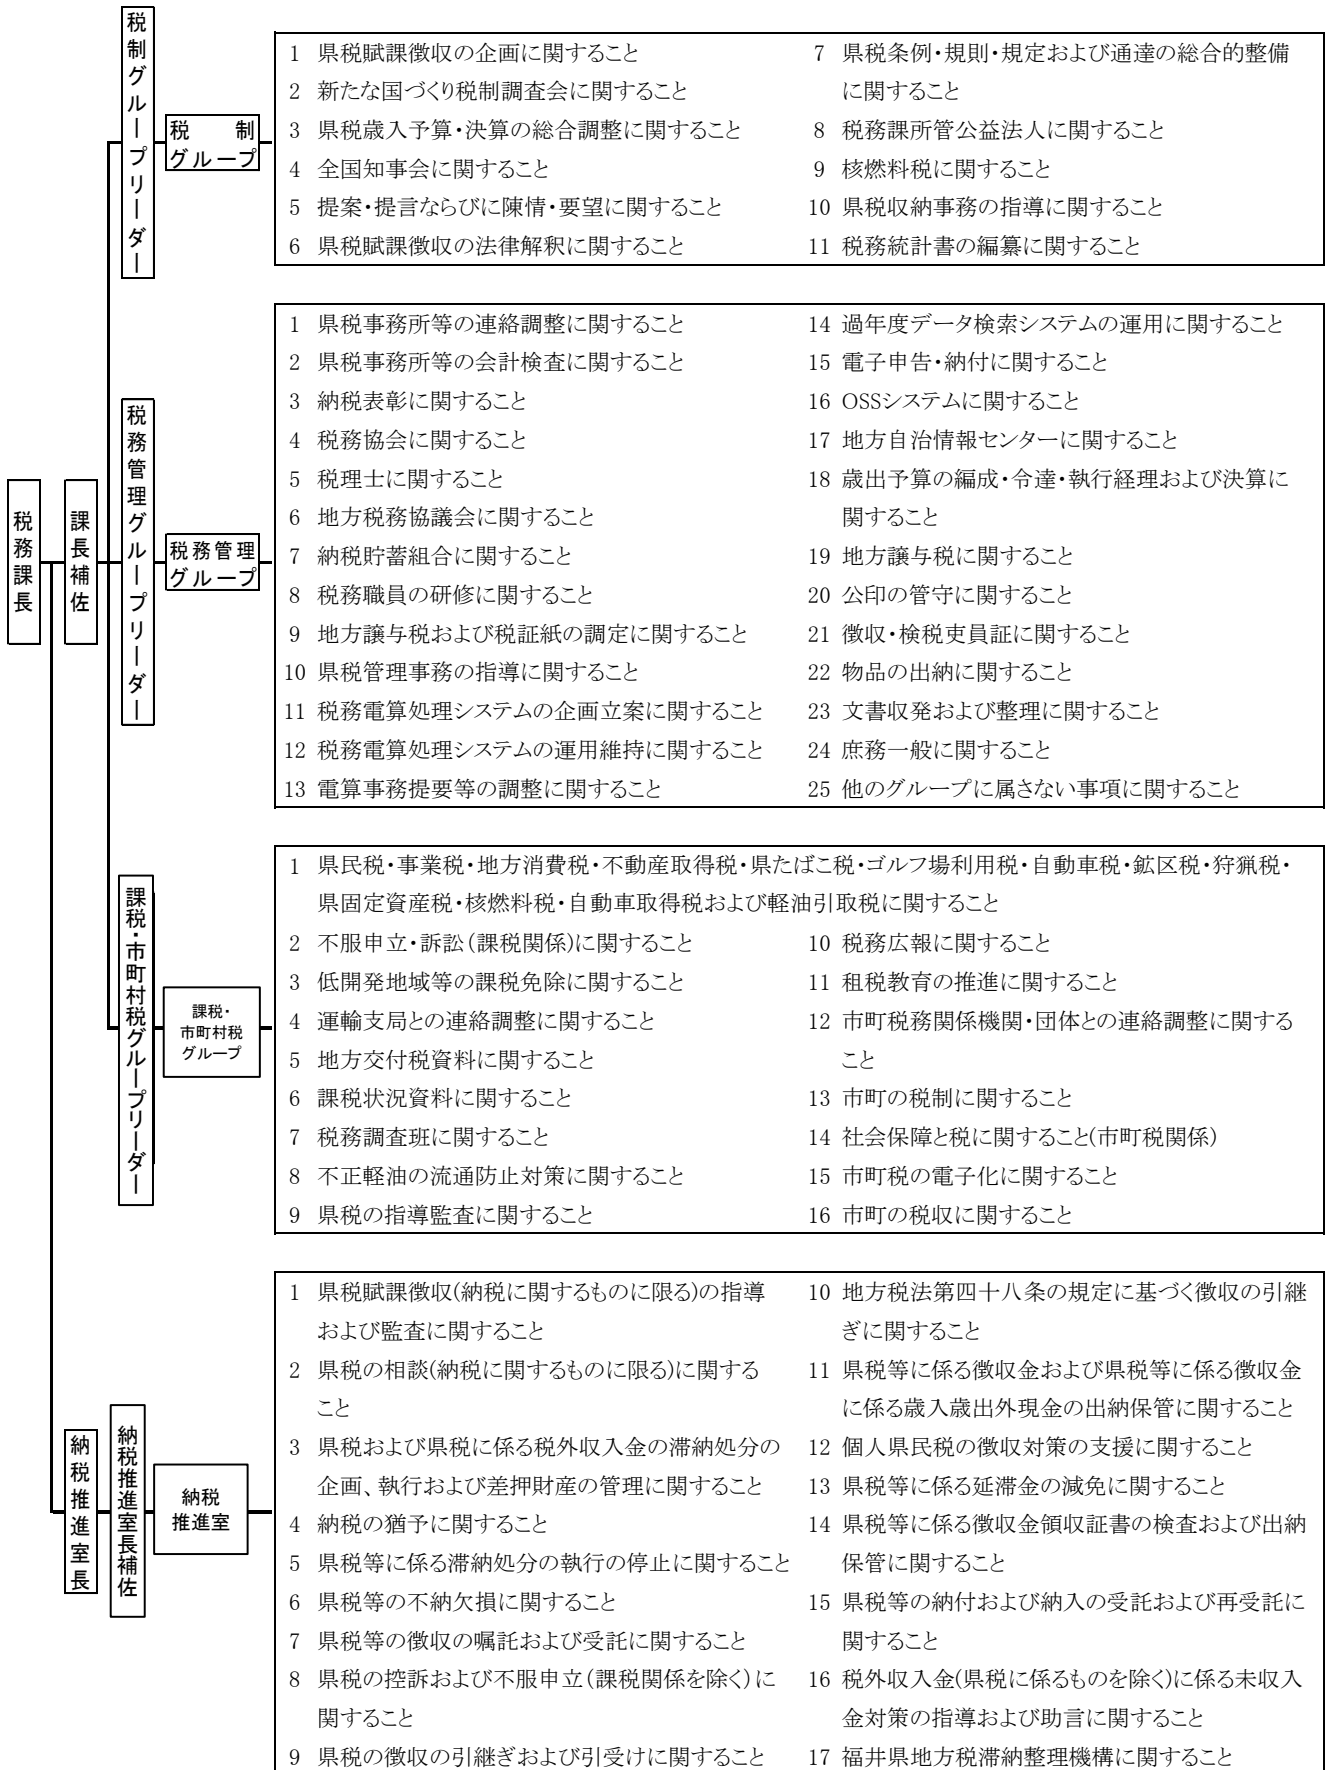 税務課長
課長補佐
税制グループリーダー
税制
グループ
1 県税賦課徴収の企画に関すること
2 新たな国づくり税制調査会に関すること
3 県税歳入予算・決算の総合調整に関すること
4 全国知事会に関すること
5 提案・提言ならびに陳情・要望に関すること
6 県税賦課徴収の法律解釈に関すること
7 県税条例・規則・規定および通達の総合的整備
に関すること
8 税務課所管公益法人に関すること
9 核燃料税に関すること
10 県税収納事務の指導に関すること
11 税務統計書の編纂に関すること
税務管理グループリーダー
税務管理
グループ
1 県税事務所等の連絡調整に関すること
2 県税事務所等の会計検査に関すること
3 納税表彰に関すること
4 税務協会に関すること
5 税理士に関すること
6 地方税務協議会に関すること
7 納税貯蓄組合に関すること
8 税務職員の研修に関すること
9 地方譲与税および税証紙の調定に関すること
10 県税管理事務の指導に関すること
11 税務電算処理システムの企画立案に関すること
12 税務電算処理システムの運用維持に関すること
13 電算事務提要等の調整に関すること
14 過年度データ検索システムの運用に関すること
15 電子申告・納付に関すること
16 OSSシステムに関すること
17 地方自治情報センターに関すること
18 歳出予算の編成・令達・執行経理および決算に
関すること
19 地方譲与税に関すること
20 公印の管守に関すること
21 徴収・検税吏員証に関すること
22 物品の出納に関すること
23 文書収発および整理に関すること
24 庶務一般に関すること
25 他のグループに属さない事項に関すること
課税・市町村税グループリーダー
課税・
市町村税
グループ
1 県民税・事業税・地方消費税・不動産取得税・県たばこ税・ゴルフ場利用税・自動車税・鉱区税・狩猟税・
県固定資産税・核燃料税・自動車取得税および軽油引取税に関すること
2 不服申立・訴訟(課税関係)に関すること
3 低開発地域等の課税免除に関すること
4 運輸支局との連絡調整に関すること
5 地方交付税資料に関すること
6 課税状況資料に関すること
7 税務調査班に関すること
8 不正軽油の流通防止対策に関すること
9 県税の指導監査に関すること
10 税務広報に関すること
11 租税教育の推進に関すること
12 市町税務関係機関・団体との連絡調整に関する
こと
13 市町の税制に関すること
14 社会保障と税に関すること(市町税関係)
15 市町税の電子化に関すること
16 市町の税収に関すること
納税推進室長
納税推進室長補佐
納税
推進室
1 県税賦課徴収(納税に関するものに限る)の指導
および監査に関すること
2 県税の相談(納税に関するものに限る)に関する
こと
3 県税および県税に係る税外収入金の滞納処分の
企画、執行および差押財産の管理に関すること
4 納税の猶予に関すること
5 県税等に係る滞納処分の執行の停止に関すること
6 県税等の不納欠損に関すること
7 県税等の徴収の嘱託および受託に関すること
8 県税の控訴および不服申立(課税関係を除く)に
関すること
9 県税の徴収の引継ぎおよび引受けに関すること
10 地方税法第四十八条の規定に基づく徴収の引継
ぎに関すること
11 県税等に係る徴収金および県税等に係る徴収金
に係る歳入歳出外現金の出納保管に関すること
12 個人県民税の徴収対策の支援に関すること
13 県税等に係る延滞金の減免に関すること
14 県税等に係る徴収金領収証書の検査および出納
保管に関すること
15 県税等の納付および納入の受託および再受託に
関すること
16 税外収入金(県税に係るものを除く)に係る未収入
金対策の指導および助言に関すること
17 福井県地方税滞納整理機構に関すること